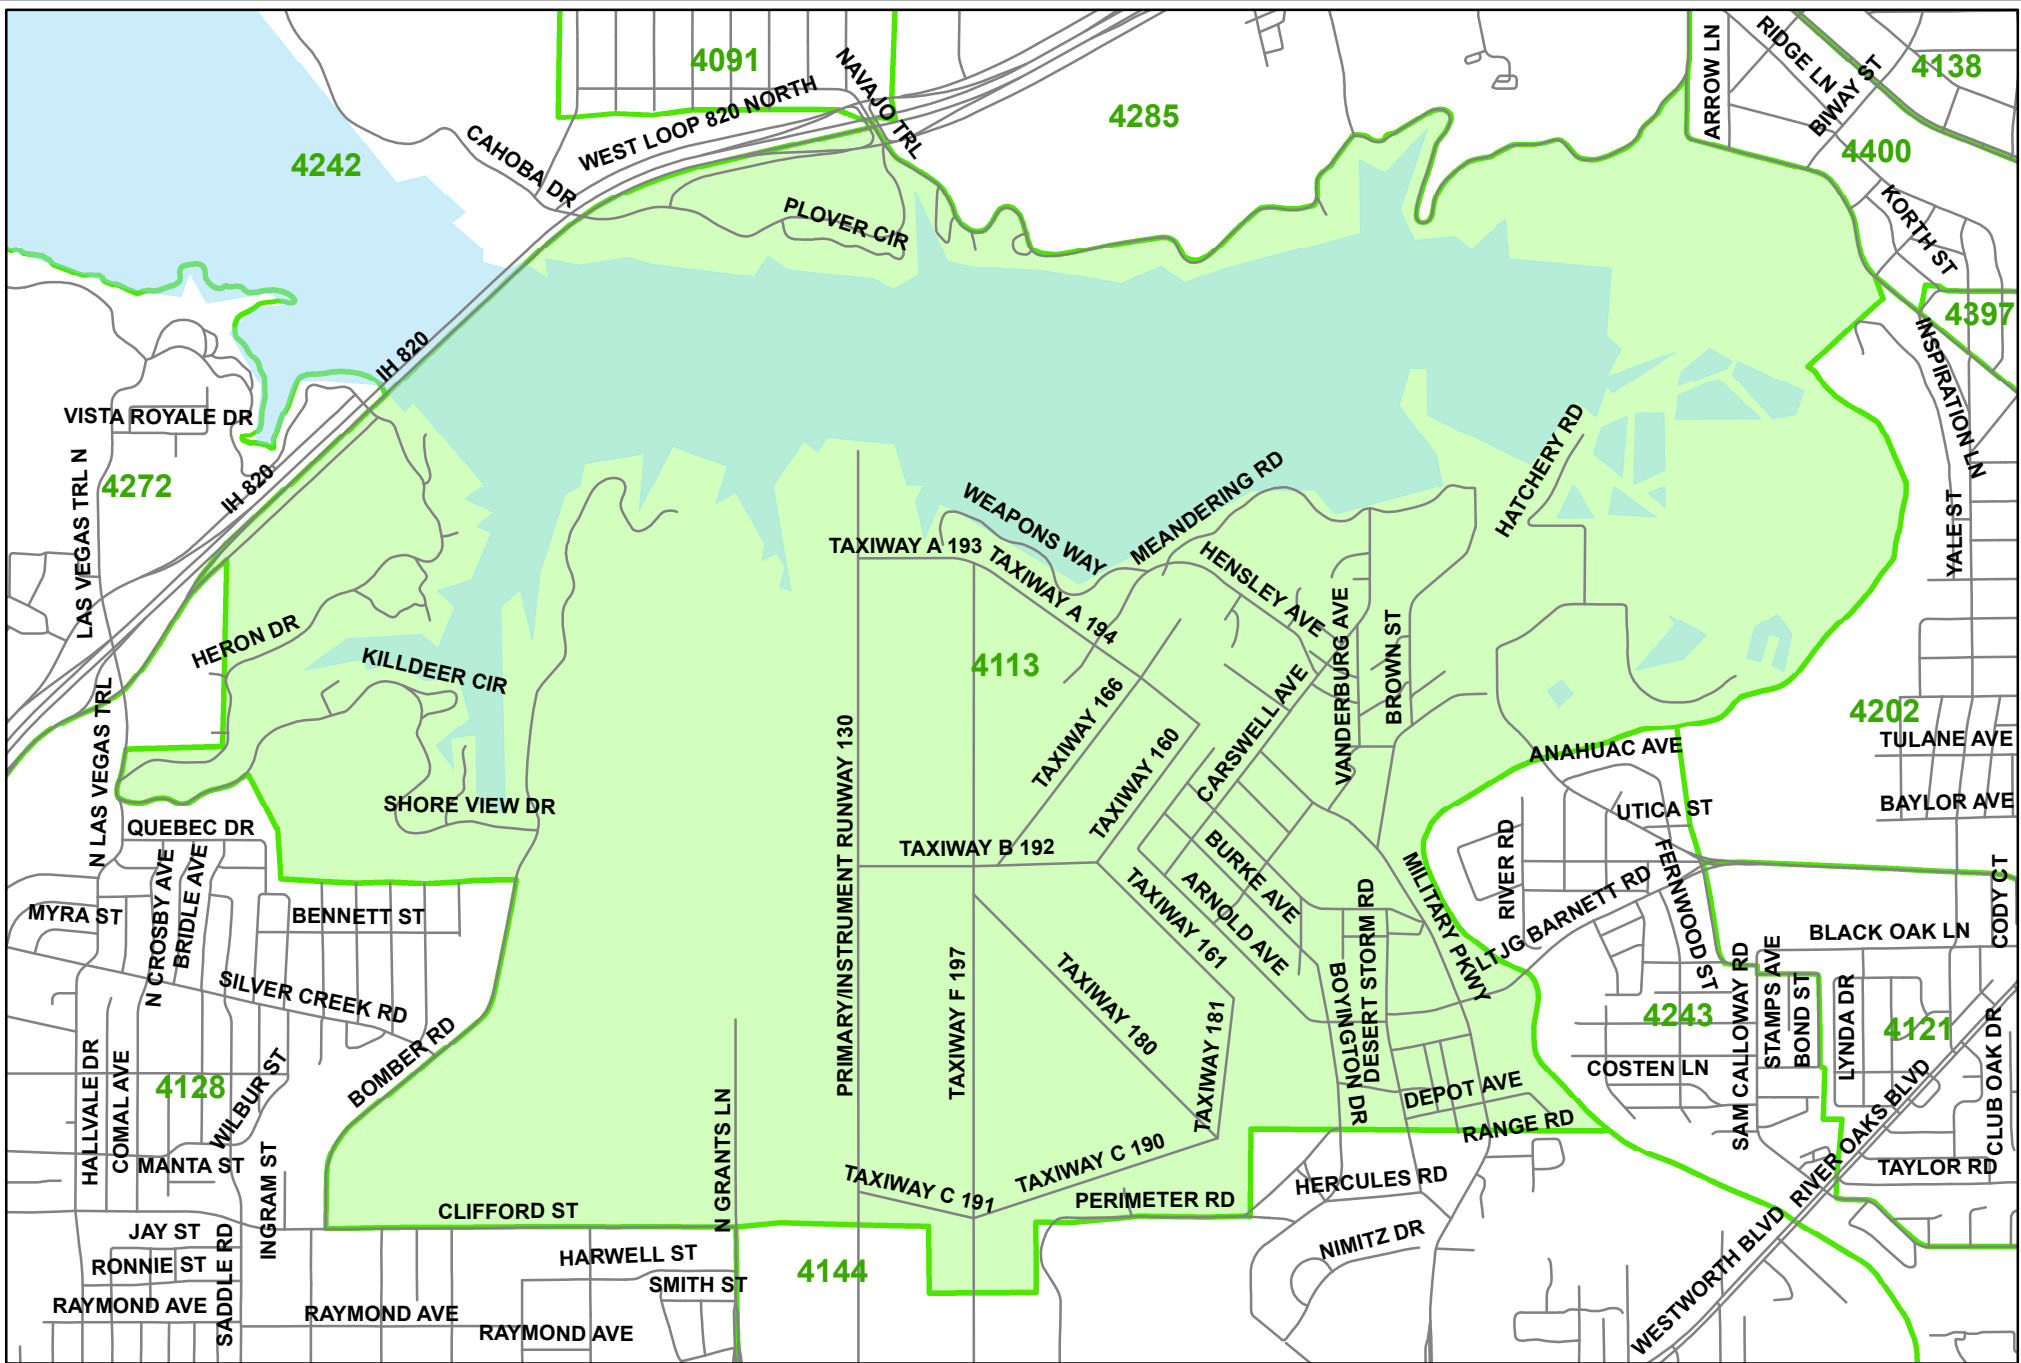 4091
NAVAJO TRL
ARROW LN
RIDGE LN
BIWAY ST
4138
WEST LOOP 820 NORTH
4285
4242
CAHOBA DR
4400
PLOVER CIR
KORTH ST
4397
IH 820
INSPIRATION LN
VISTA ROYALE DR
HATCHERY RD
LAS VEGAS TRL N
4272
IH 820
WEAPONS WAY
MEANDERING RD
YALE ST
TAXIWAY A 193
TAXIWAY A 194
HENSLEY AVE
HERON DR
KILLDEER CIR
4113
VANDERBURG AVE
BROWN ST
N LAS VEGAS TRL
TAXIWAY 166
CARSWELL AVE
4202
PRIMARY/INSTRUMENT RUNWAY 130
TAXIWAY 160
ANAHUAC AVE
TULANE AVE
SHORE VIEW DR
UTICA ST
BAYLOR AVE
QUEBEC DR
TAXIWAY B 192
BURKE AVE
MILITARY PKWY
RIVER RD
FERNWOOD ST
N CROSBY AVE
BRIDLE AVE
MYRA ST
BENNETT ST
TAXIWAY 161
ARNOLD AVE
DESERT STORM RD
LTJG BARNETT RD
BLACK OAK LN
CODY CT
SILVER CREEK RD
TAXIWAY F 197
TAXIWAY 180
BOYINGTON DR
SAM CALLOWAY RD
STAMPS AVE
BOND ST
LYNDA DR
4243
4121
HALLVALE DR
COMAL AVE
4128
WILBUR ST
BOMBER RD
N GRANTS LN
TAXIWAY 181
DEPOT AVE
COSTEN LN
CLUB OAK DR
RANGE RD
RIVER OAKS BLVD
MANTA ST
INGRAM ST
TAXIWAY C 191
TAXIWAY C 190
HERCULES RD
TAYLOR RD
CLIFFORD ST
PERIMETER RD
JAY ST
SADDLE RD
RONNIE ST
HARWELL ST
4144
NIMITZ DR
WESTWORTH BLVD
SMITH ST
RAYMOND AVE
RAYMOND AVE
RAYMOND AVE